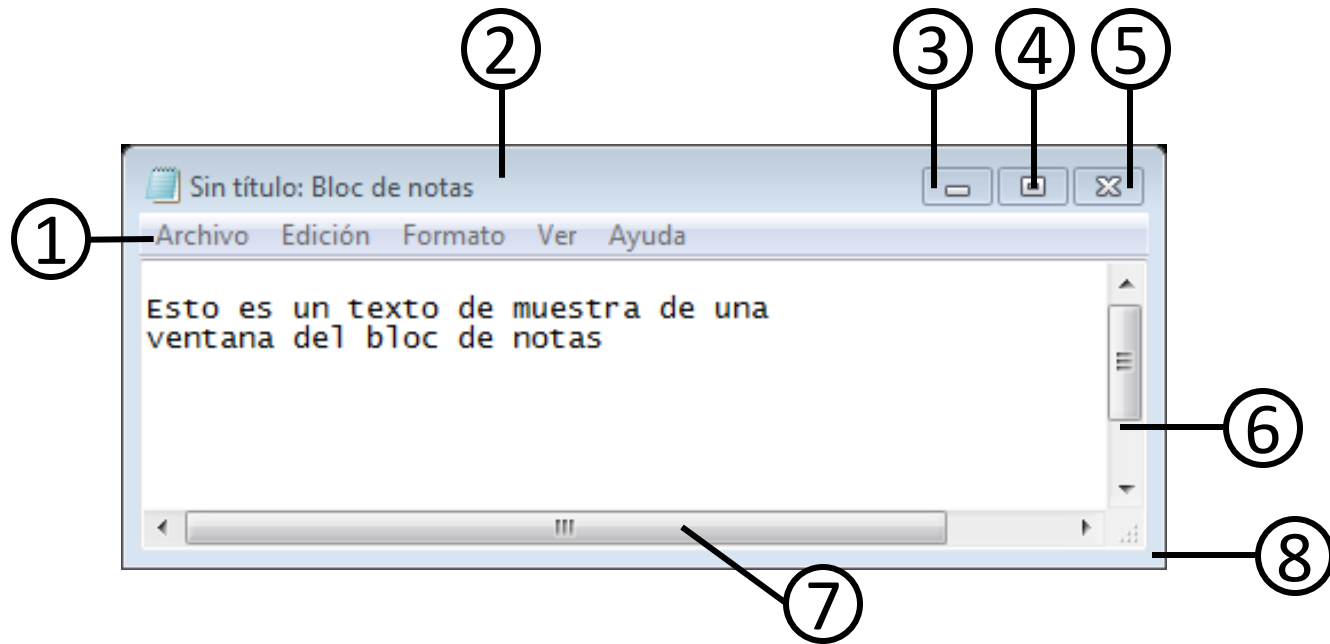 2 3 4 5
Sin título: Bloc de notas
1
Archivo Edición Formato Ver Ayuda
Esto es un texto de muestra de una
ventana del bloc de notas
6
8
7